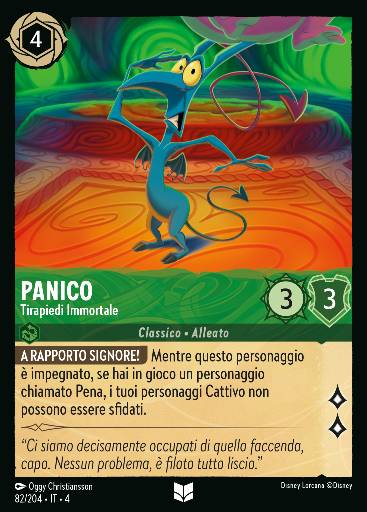 4
PANICO
Tirapiedi Immortale
3
3
Classico • Alleato
A RAPPORTO SIGNORE! Mentre questo personaggio
è impegnato, se hai in gioco un personaggio
chiamato Pena, i tuoi personaggi Cattivo non
possono essere sfidati.
“Ci siamo decisamente occupati di quella faccenda,
capo. Nessun problema, è filato tutto liscio.”
Oggy Christiansson
82/204 • IT • 4
Disney Lorcana ©Disney